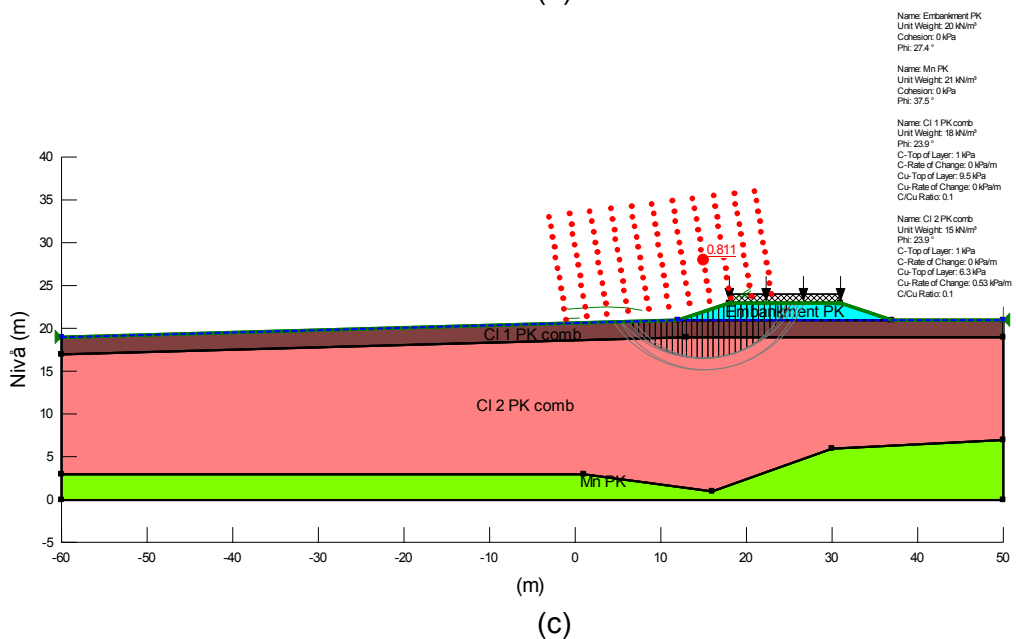 Name: Embankment PK
Unit Weight: 20 kN/m³
Cohesion: 0 kPa
Phi: 27.4 °
Name: Mn PK
Unit Weight: 21 kN/m³
Cohesion: 0 kPa
Phi: 37.5 °
Name: Cl 1 PK comb
Unit Weight: 18 kN/m³
Phi: 23.9 °
C-Top of Layer: 1 kPa
C-Rate of Change: 0 kPa/m
Cu-Top of Layer: 9.5 kPa
Cu-Rate of Change: 0 kPa/m
C/Cu Ratio: 0.1
Name: Cl 2 PK comb
Unit Weight: 15 kN/m³
Phi: 23.9 °
C-Top of Layer: 1 kPa
C-Rate of Change: 0 kPa/m
Cu-Top of Layer: 6.3 kPa
Cu-Rate of Change: 0.53 kPa/m
C/Cu Ratio: 0.1
40
35
30
25
20
15
10
5
0
-5
Nivå (m)
0.811
Embankment PK
Cl 1 PK comb
Cl 2 PK comb
Mn PK
-60 -50 -40 -30 -20 -10 0 10 20 30 40 50
(m)
(c)